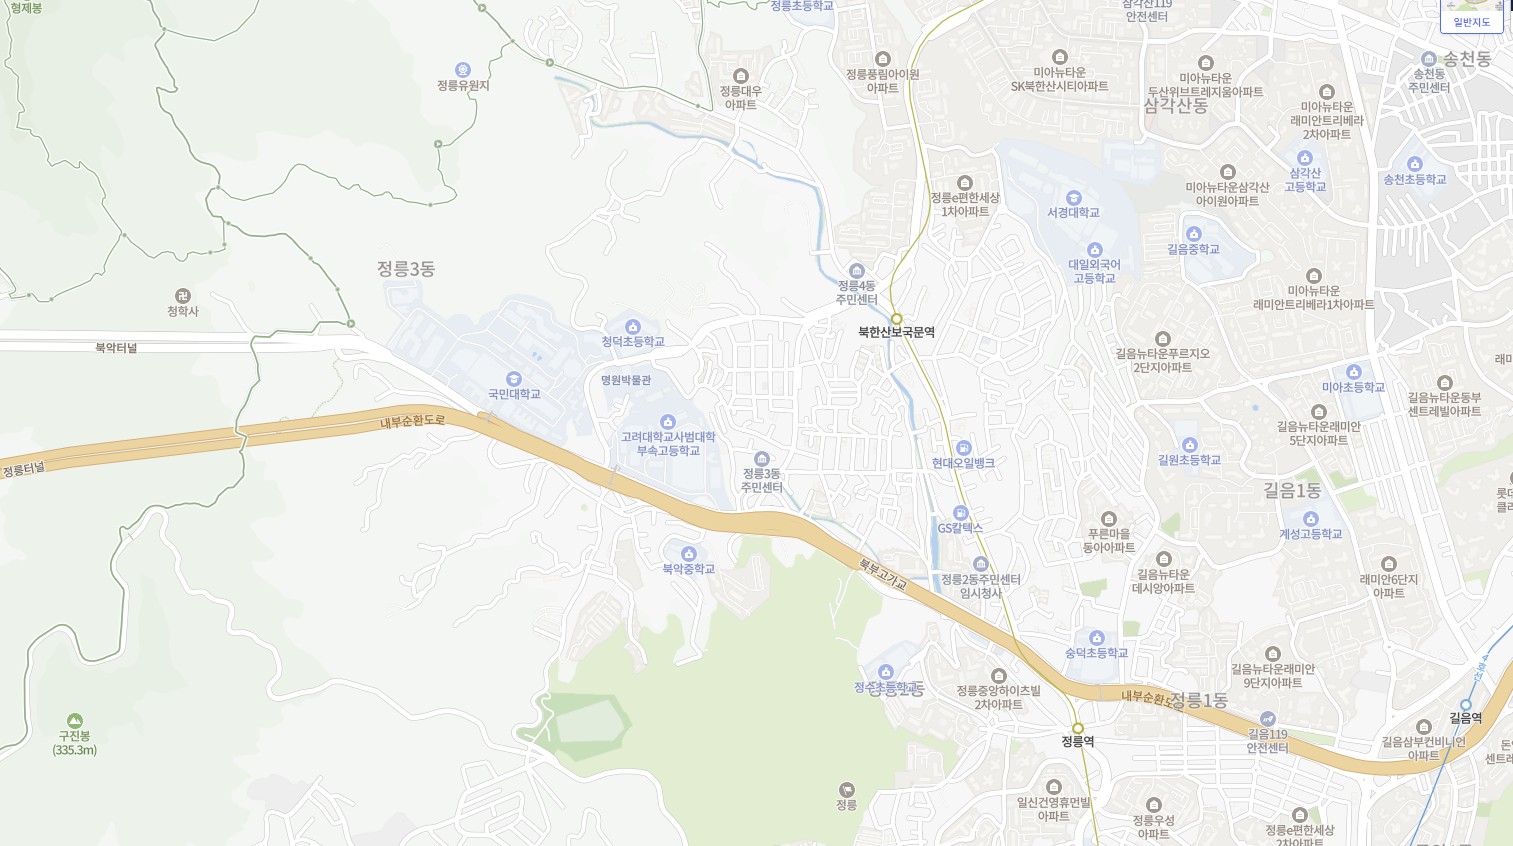 형제봉
정릉초등학교
삼각산119
안전센터
일반지도
정릉유원지
정릉대우
아파트
정릉풍림아이원
아파트
미아뉴타운
SK북한산시티아파트
미아뉴타운
두산위브트레지움아파트
삼각산동
송천동
송천동
주민센터
미아뉴타운
래미안트리베라
2차아파트
삼각산
고등학교
송천초등학교
미아뉴타운삼각산
아이원아파트
정릉e편한세상
1차아파트
서경대학교
길음중학교
대일외국어
고등학교
정릉3동
청학사
정릉4동
주민센터
미아뉴타운
래미안트리베라1차아파트
북한산보국문역
청덕초등학교
북악터널
길음뉴타운푸르지오
2단지아파트
명원박물관
국민대학교
미아초등학교
길음뉴타운동부
센트레빌아파트
내부순환도로
고려대학교사범대학
부속고등학교
길음뉴타운래미안
5단지아파트
정릉터널
정릉3동
주민센터
현대오일뱅크
길원초등학교
길음1동
GS칼텍스
푸른마을
동아아파트
계성고등학교
북악중학교
북부고가교
정릉2동주민센터
임시청사
길음뉴타운
데시앙아파트
래미안6단지
아파트
숭덕초등학교
길음뉴타운래미안
9단지아파트
정수초등학교
정릉중앙하이츠빌
2차아파트
내부순환도로
정릉1동
길음역
구진봉
(335.3m)
정릉역
길음119
안전센터
길음삼부컨비니언
아파트
정릉
일신건영휴먼빌
아파트
정릉우성
아파트
정릉e편한세상
2차아파트